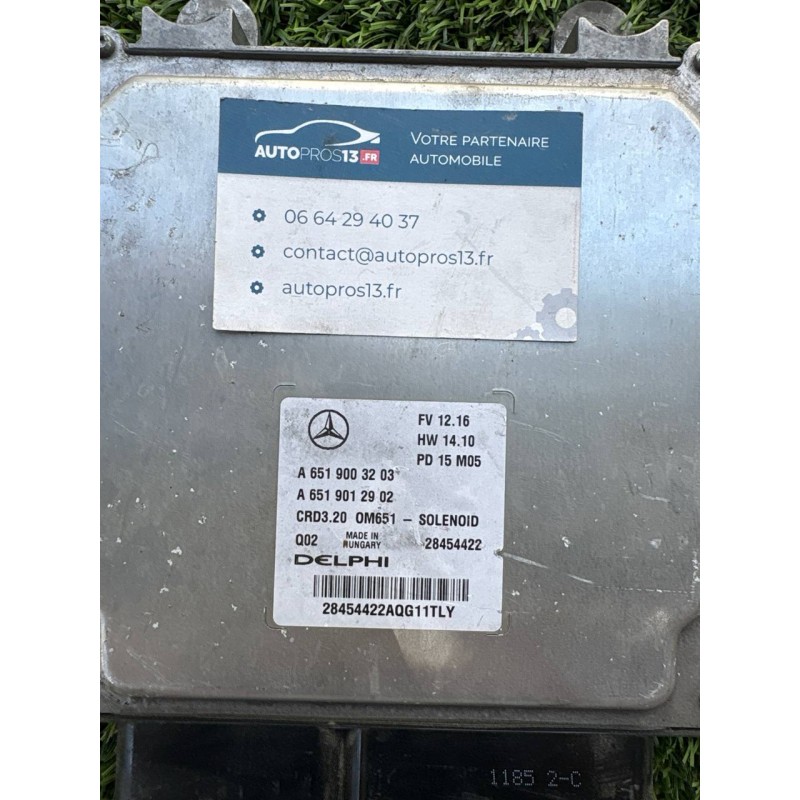 AUTOPROS13.FR
VOTRE PARTENAIRE
AUTOMOBILE
06 64 29 40 37
contact@autopros13.fr
autopros13.fr
FV 12.16
HW 14.10
PD 15 M05
A 651 900 32 03
A 651 901 29 02
CRD3.20 OM651 – SOLENOID
Q02 MADE IN HUNGARY 28454422
DELPHI
28454422AQG11TLY
1185 2-C